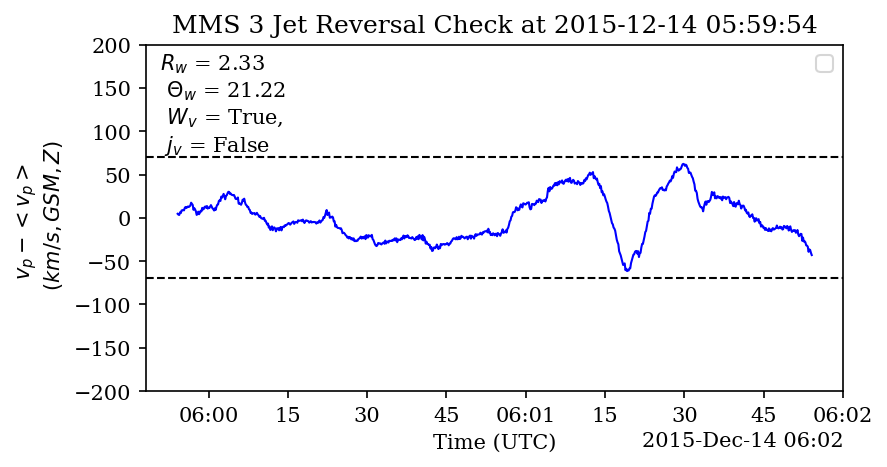 MMS 3 Jet Reversal Check at 2015-12-14 05:59:54
R_w = 2.33
Θ_w = 21.22
W_v = True,
j_v = False
v_p − < v_p >
(km/s, GSM, Z)
200
150
100
50
0
−50
−100
−150
−200
06:00 15 30 45 06:01 15 30 45 06:02
Time (UTC)
2015-Dec-14 06:02